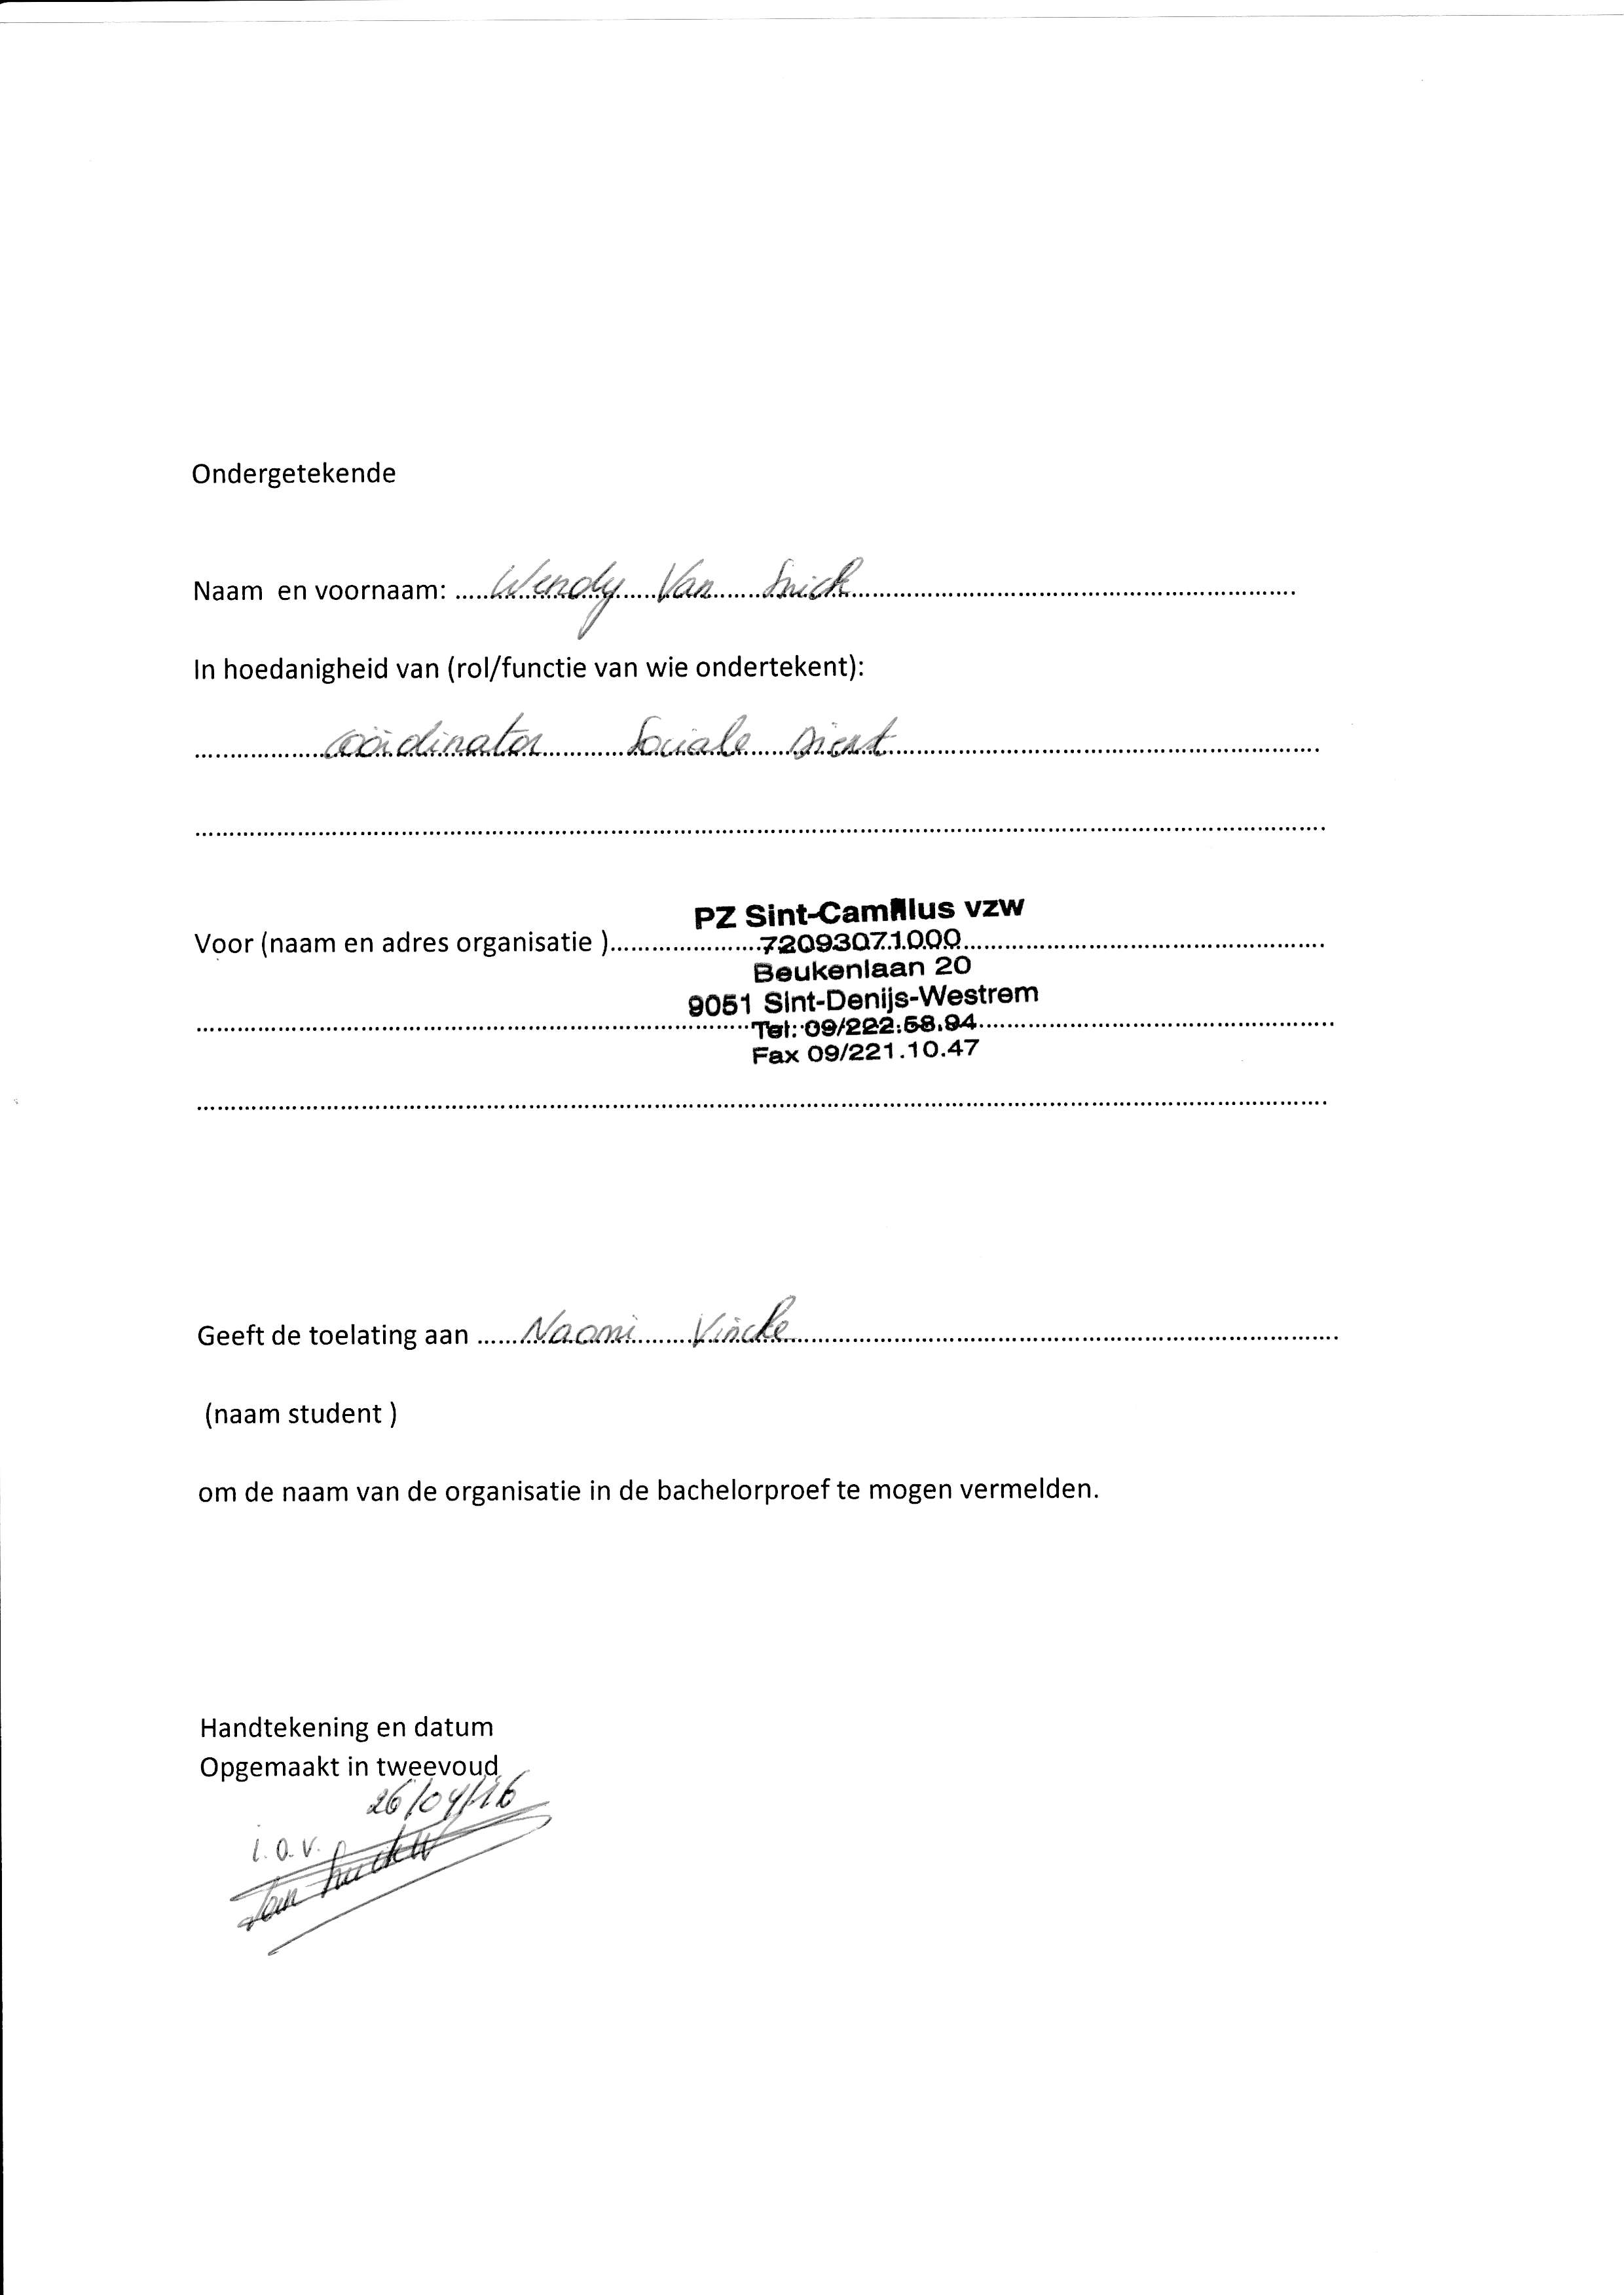 Ondergetekende
Naam en voornaam: Wendy Van Snick
In hoedanigheid van (rol/functie van wie ondertekent):
coördinator Sociale Dienst
PZ Sint-Camillus vzw
Voor (naam en adres organisatie ) 72093071000
Beukenlaan 20
9051 Sint-Denijs-Westrem
Tel: 09/222.58.94
Fax 09/221.10.47
Geeft de toelating aan Naomi Vincke
(naam student )
om de naam van de organisatie in de bachelorproef te mogen vermelden.
Handtekening en datum
Opgemaakt in tweevoud
26/04/16
i.o.v.